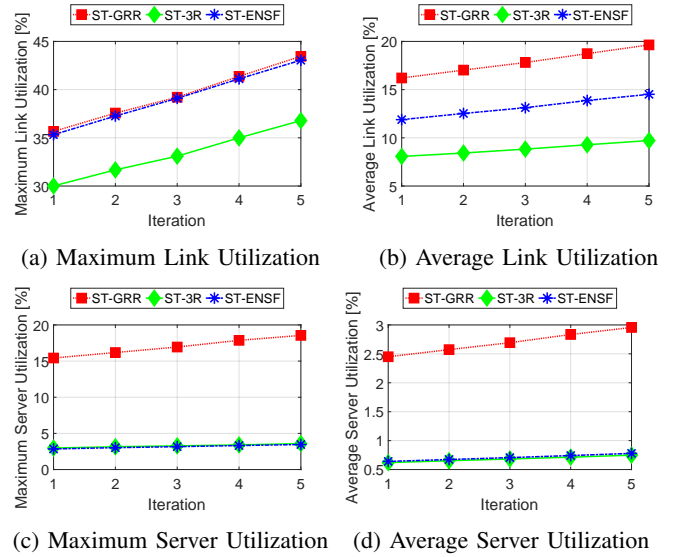 ST-GRR ST-3R ST-ENSF
Maximum Link Utilization [%]
45
40
35
30
1 2 3 4 5
Iteration
(a) Maximum Link Utilization
ST-GRR ST-3R ST-ENSF
Average Link Utilization [%]
20
15
10
5
1 2 3 4 5
Iteration
(b) Average Link Utilization
ST-GRR ST-3R ST-ENSF
Maximum Server Utilization [%]
20
15
10
5
0
1 2 3 4 5
Iteration
(c) Maximum Server Utilization
ST-GRR ST-3R ST-ENSF
Average Server Utilization [%]
3
2.5
2
1
0.5
1 2 3 4 5
Iteration
(d) Average Server Utilization